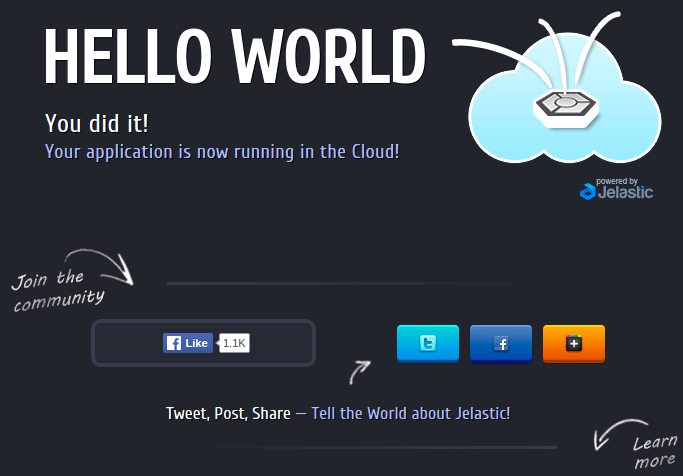 HELLO WORLD
You did it!
Your application is now running in the Cloud!
powered by
Jelastic
Join the
community
Like
1.1K
Tweet, Post, Share — Tell the World about Jelastic!
Learn
more